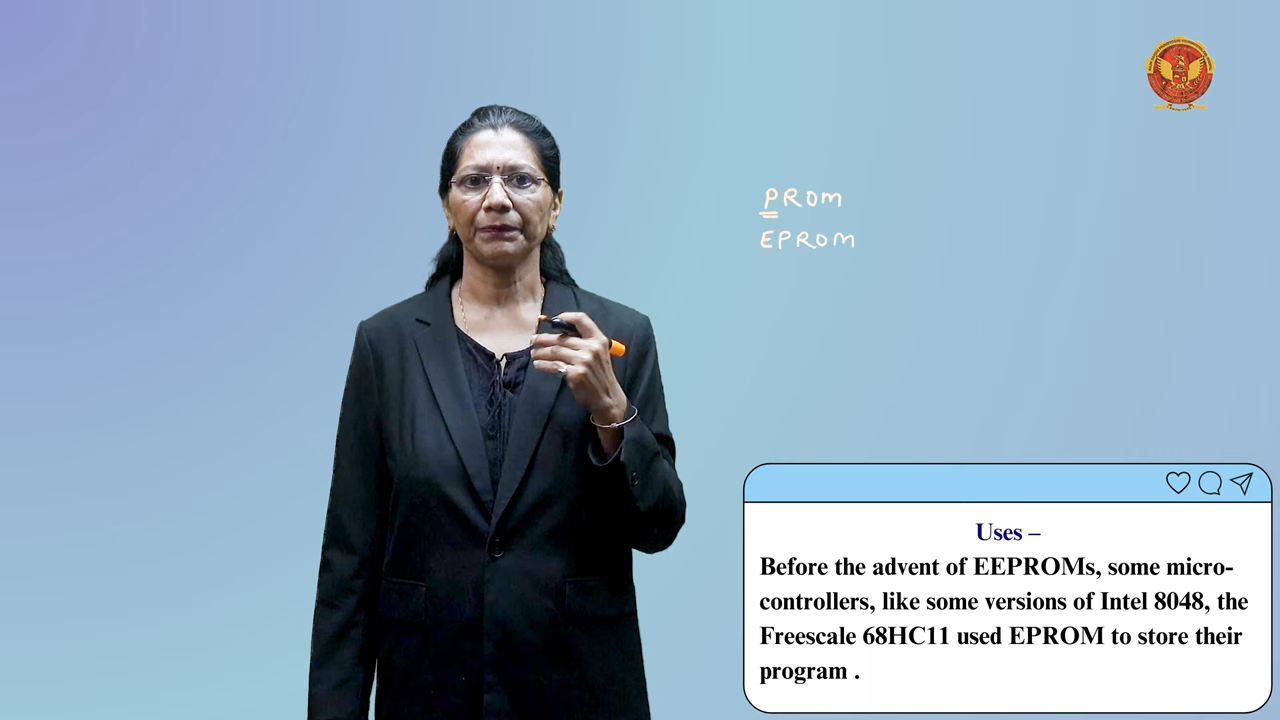 PROM
EPROM
Uses –
Before the advent of EEPROMs, some micro-
controllers, like some versions of Intel 8048, the
Freescale 68HC11 used EPROM to store their
program .